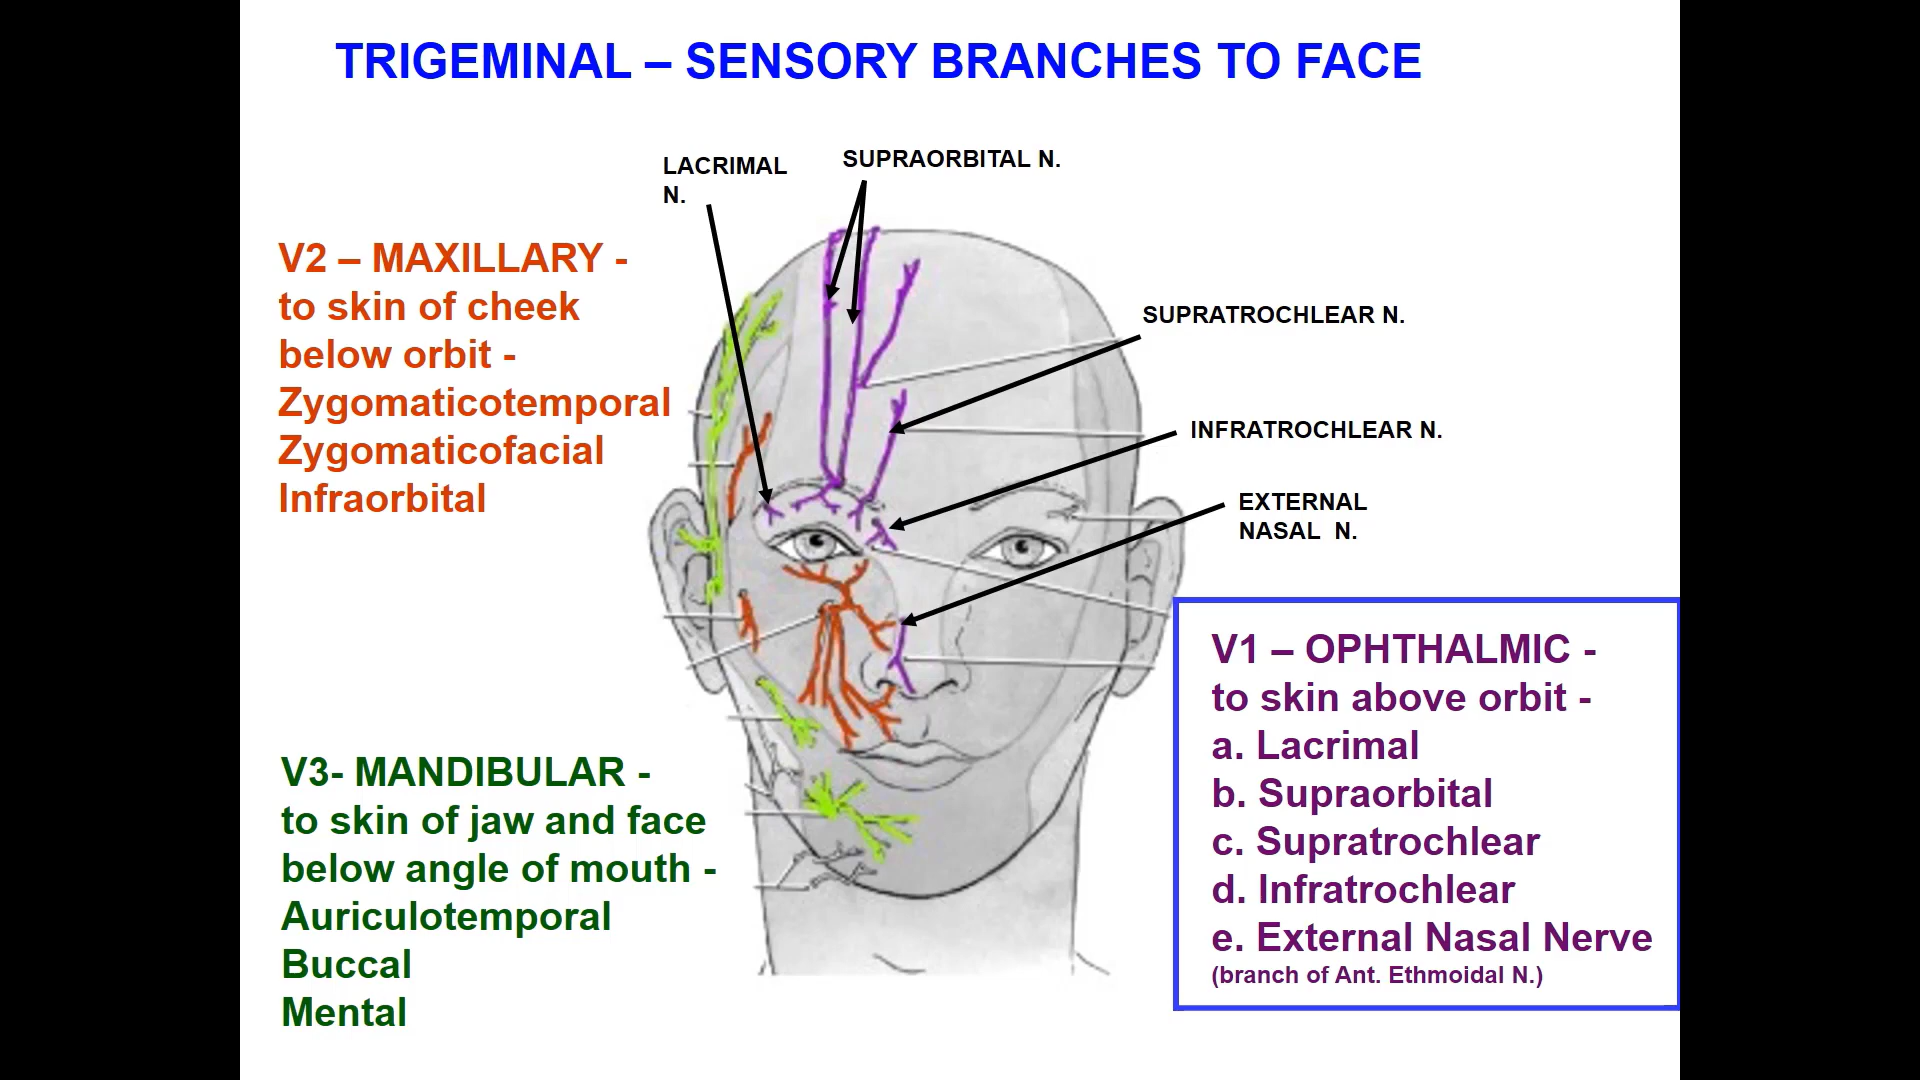 TRIGEMINAL – SENSORY BRANCHES TO FACE
LACRIMAL
N.
SUPRAORBITAL N.
V2 – MAXILLARY -
to skin of cheek
below orbit -
Zygomaticotemporal
Zygomaticofacial
Infraorbital
SUPRATROCHLEAR N.
INFRATROCHLEAR N.
EXTERNAL
NASAL N.
V1 – OPHTHALMIC -
to skin above orbit -
a. Lacrimal
b. Supraorbital
c. Supratrochlear
d. Infratrochlear
e. External Nasal Nerve
(branch of Ant. Ethmoidal N.)
V3- MANDIBULAR -
to skin of jaw and face
below angle of mouth -
Auriculotemporal
Buccal
Mental